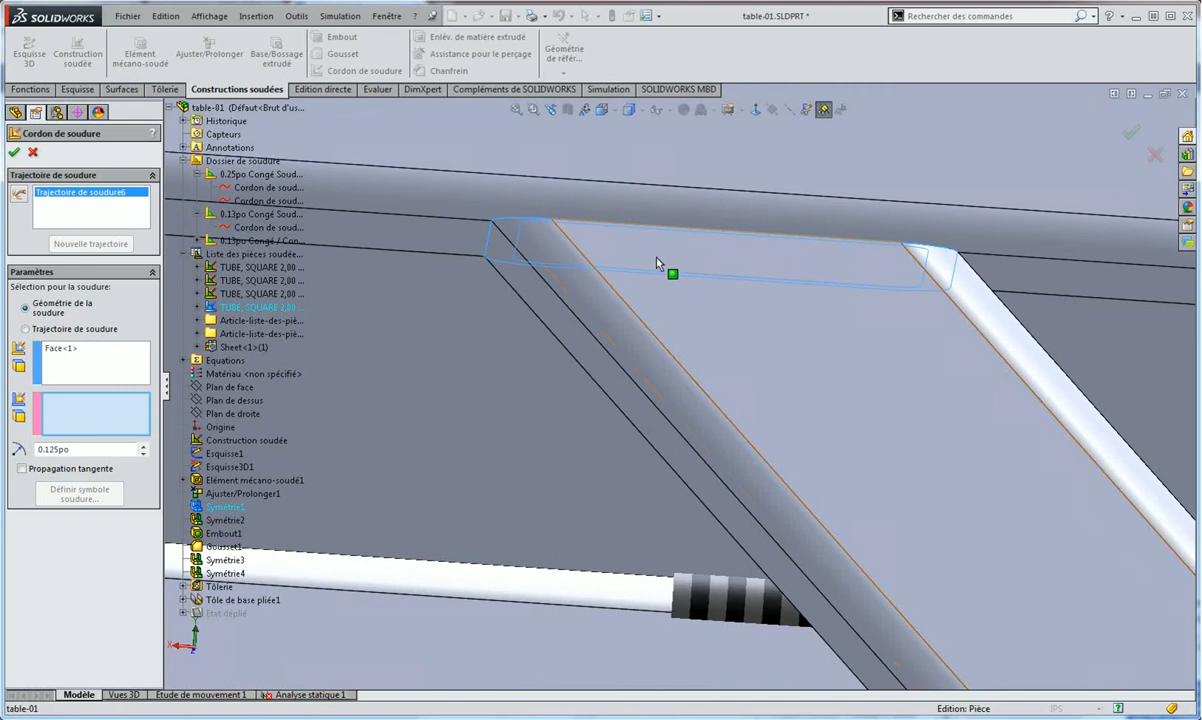 SOLIDWORKS
Fichier Edition Affichage Insertion Outils Simulation Fenêtre ?
table-01.SLDPRT *
Rechercher des commandes
Esquisse 3D
Construction soudée
Elément mécano-soudé
Ajuster/Prolonger
Base/Bossage extrudé
Embout
Gousset
Cordon de soudure
Enlèv. de matière extrudé
Assistance pour le perçage
Chanfrein
Géométrie de référ...
Fonctions Esquisse Surfaces Tôlerie Constructions soudées Edition directe Evaluer DimXpert Compléments de SOLIDWORKS Simulation SOLIDWORKS MBD
Cordon de soudure ?
Trajectoire de soudure
Trajectoire de soudure6
Nouvelle trajectoire
Paramètres
Sélection pour la soudure:
Géométrie de la
soudure
Trajectoire de soudure
Face<1>
0.125po
Propagation tangente
Définir symbole
soudure...
table-01 (Défaut<Brut d'us...
Historique
Capteurs
Annotations
Dossier de soudure
0.25po Congé Soud...
Cordon de soud...
Cordon de soud...
0.13po Congé Soud...
Cordon de soud...
0.13po Congé / Con...
Liste des pièces soudée...
TUBE, SQUARE 2,00 ...
TUBE, SQUARE 2,00 ...
TUBE, SQUARE 2,00 ...
TUBE, SQUARE 2,00 ...
Article-liste-des-piè...
Article-liste-des-piè...
Sheet<1>(1)
Equations
Matériau <non spécifié>
Plan de face
Plan de dessus
Plan de droite
Origine
Construction soudée
Esquisse1
Esquisse3D1
Elément mécano-soudé1
Ajuster/Prolonger1
Symétrie1
Symétrie2
Embout1
Gousset1
Symétrie3
Symétrie4
Tôlerie
Tôle de base pliée1
Etat déplié
X
Modèle Vues 3D Etude de mouvement 1 Analyse statique 1
table-01
Edition: Pièce
IPS